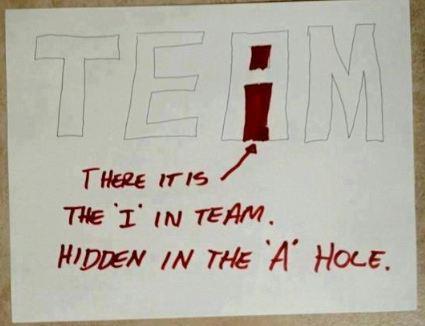 TEAM
THERE IT IS
THE 'I' IN TEAM.
HIDDEN IN THE 'A' HOLE.